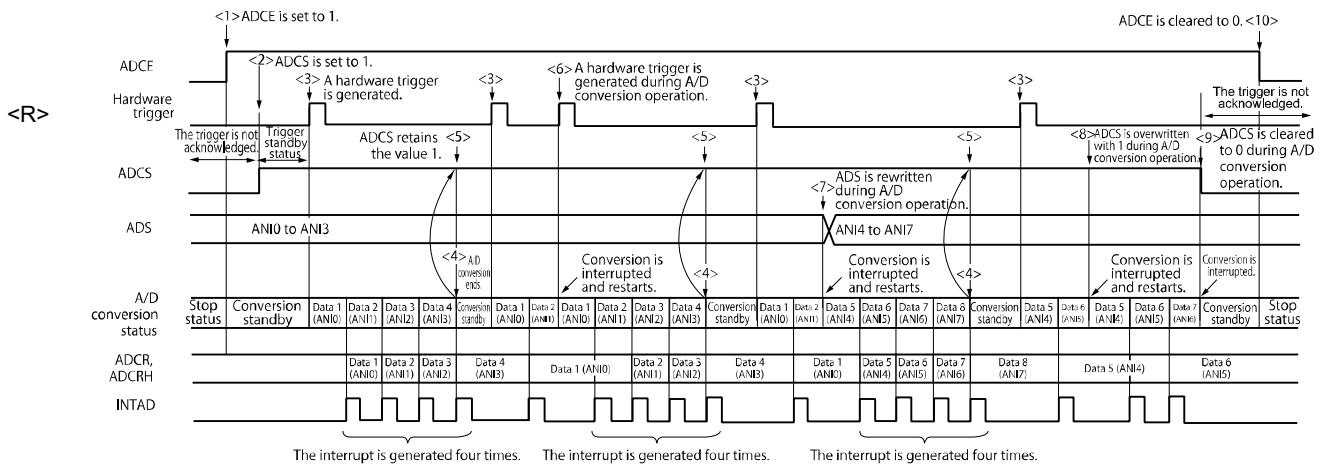 <1> ADCE is set to 1.
ADCE is cleared to 0. <10>
ADCE
<2> ADCS is set to 1.
<3> A hardware trigger
is generated.
<3>
<6> A hardware trigger is
generated during A/D
conversion operation.
<3>
<3>
<R>
Hardware
trigger
The trigger is not
acknowledged.
The trigger is not
acknowledged.
Trigger
standby
status
ADCS retains
the value 1.
<5>
<5>
<5>
<8> ADCS is overwritten
with 1 during A/D
conversion operation.
<9> ADCS is cleared
to 0 during A/D
conversion
operation.
ADCS
<7> ADS is rewritten
during A/D
conversion operation.
ADS
ANI0 to ANI3
ANI4 to ANI7
<4> A/D
conversion
ends.
Conversion is
interrupted
and restarts.
<4>
Conversion is
interrupted
and restarts.
<4>
Conversion is
interrupted
and restarts.
Conversion is
interrupted.
A/D
conversion
status
Stop
status
Conversion
standby
Data 1
(ANI0)
Data 2
(ANI1)
Data 3
(ANI2)
Data 4
(ANI3)
Conversion
standby
Data 1
(ANI0)
Data 2
(ANI1)
Data 1
(ANI0)
Data 2
(ANI1)
Data 3
(ANI2)
Data 4
(ANI3)
Conversion
standby
Data 1
(ANI0)
Data 2
(ANI1)
Data 5
(ANI4)
Data 6
(ANI5)
Data 7
(ANI6)
Data 8
(ANI7)
Conversion
standby
Data 5
(ANI4)
Data 6
(ANI5)
Data 5
(ANI4)
Data 6
(ANI5)
Data 7
(ANI6)
Conversion
standby
Stop
status
ADCR,
ADCRH
Data 1
(ANI0)
Data 2
(ANI1)
Data 3
(ANI2)
Data 4
(ANI3)
Data 1 (ANI0)
Data 2
(ANI1)
Data 3
(ANI2)
Data 4
(ANI3)
Data 1
(ANI0)
Data 5
(ANI4)
Data 6
(ANI5)
Data 7
(ANI6)
Data 8
(ANI7)
Data 5 (ANI4)
Data 6
(ANI5)
INTAD
The interrupt is generated four times.
The interrupt is generated four times.
The interrupt is generated four times.